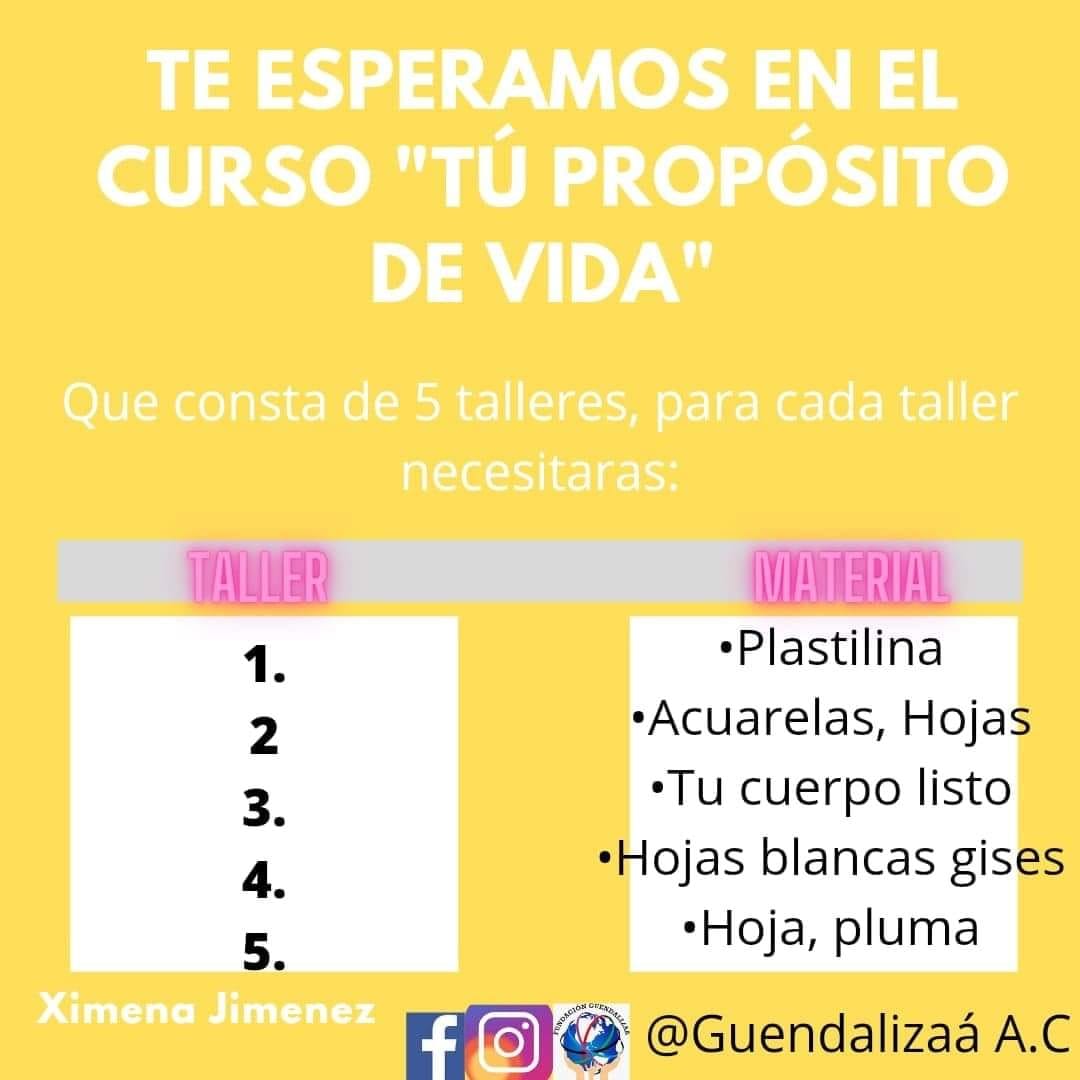 TE ESPERAMOS EN EL
CURSO "TÚ PROPÓSITO
DE VIDA"
Que consta de 5 talleres, para cada taller
necesitaras:
TALLER MATERIAL
1. •Plastilina
2 •Acuarelas, Hojas
3. •Tu cuerpo listo
4. •Hojas blancas gises
5. •Hoja, pluma
Ximena Jimenez
FUNDACIÓN GUENDALIZAÁ
@Guendalizaá A.C